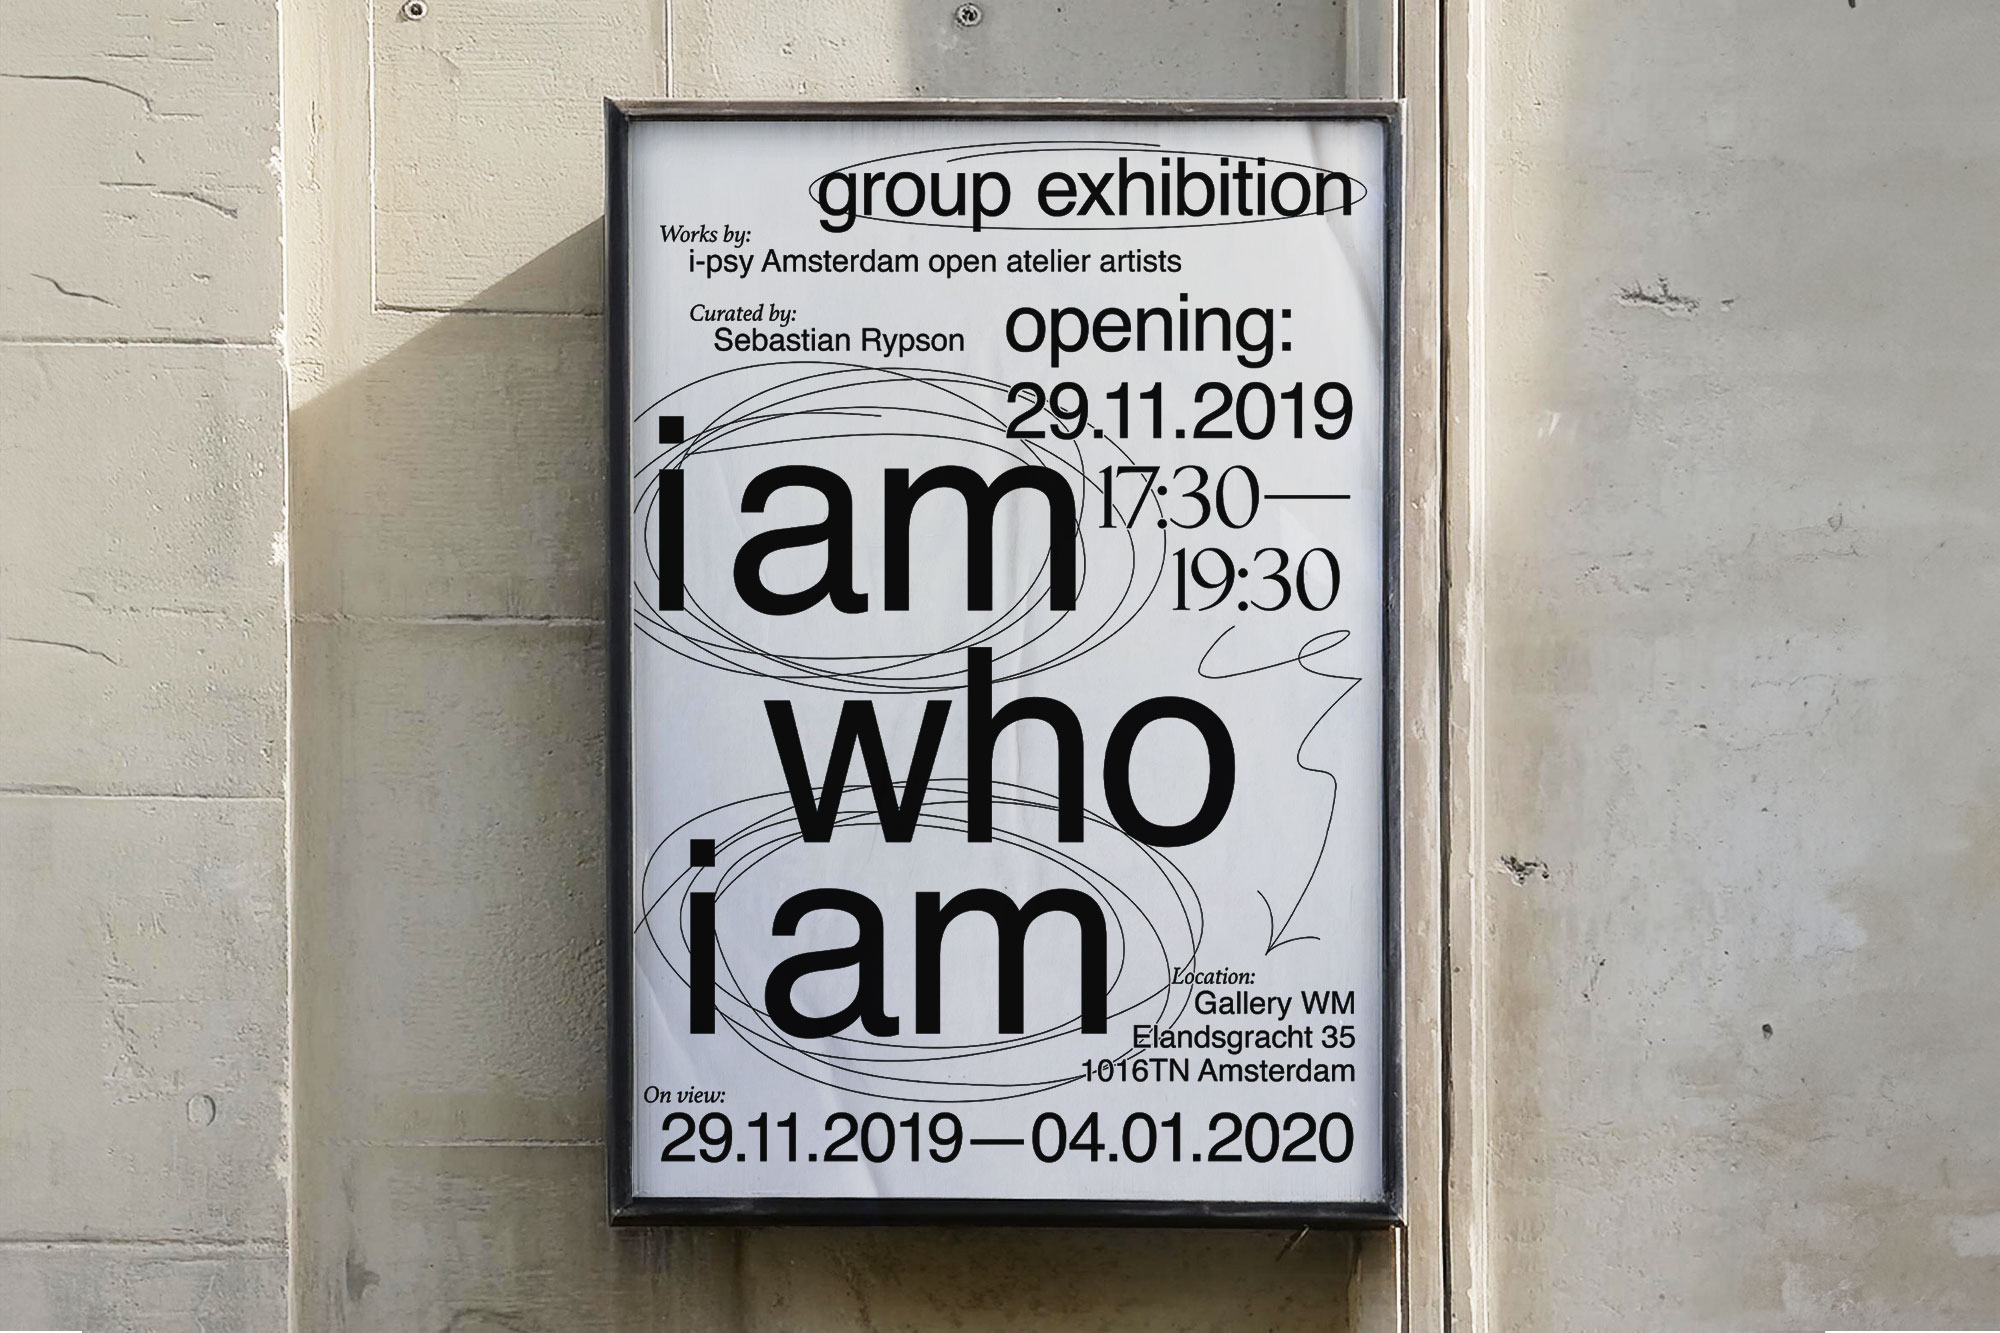 group exhibition
Works by:
i-psy Amsterdam open atelier artists
Curated by:
Sebastian Rypson
opening:
29.11.2019
17:30—
19:30
i am
who
i am
Location:
Gallery WM
Elandsgracht 35
1016TN Amsterdam
On view:
29.11.2019—04.01.2020